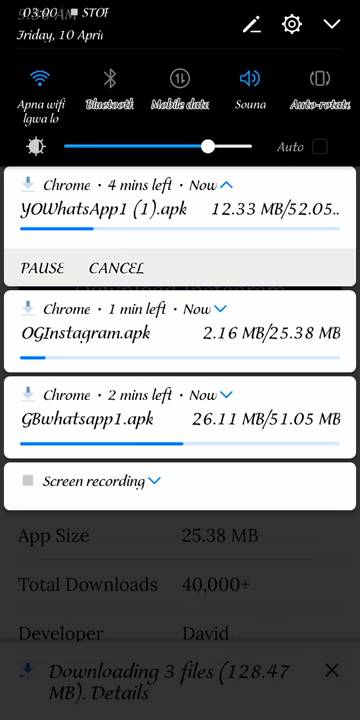 03:00 STOP
Friday, 10 April
Apna wifi lgwa lo
Bluetooth
Mobile data
Sound
Auto-rotate
Auto
Chrome • 4 mins left • Now
YOWhatsApp1 (1).apk 12.33 MB/52.05..
PAUSE CANCEL
Chrome • 1 min left • Now
OGInstagram.apk 2.16 MB/25.38 MB
Chrome • 2 mins left • Now
GBwhatsapp1.apk 26.11 MB/51.05 MB
Screen recording
App Size 25.38 MB
Total Downloads 40,000+
Developer David
Downloading 3 files (128.47
MB). Details